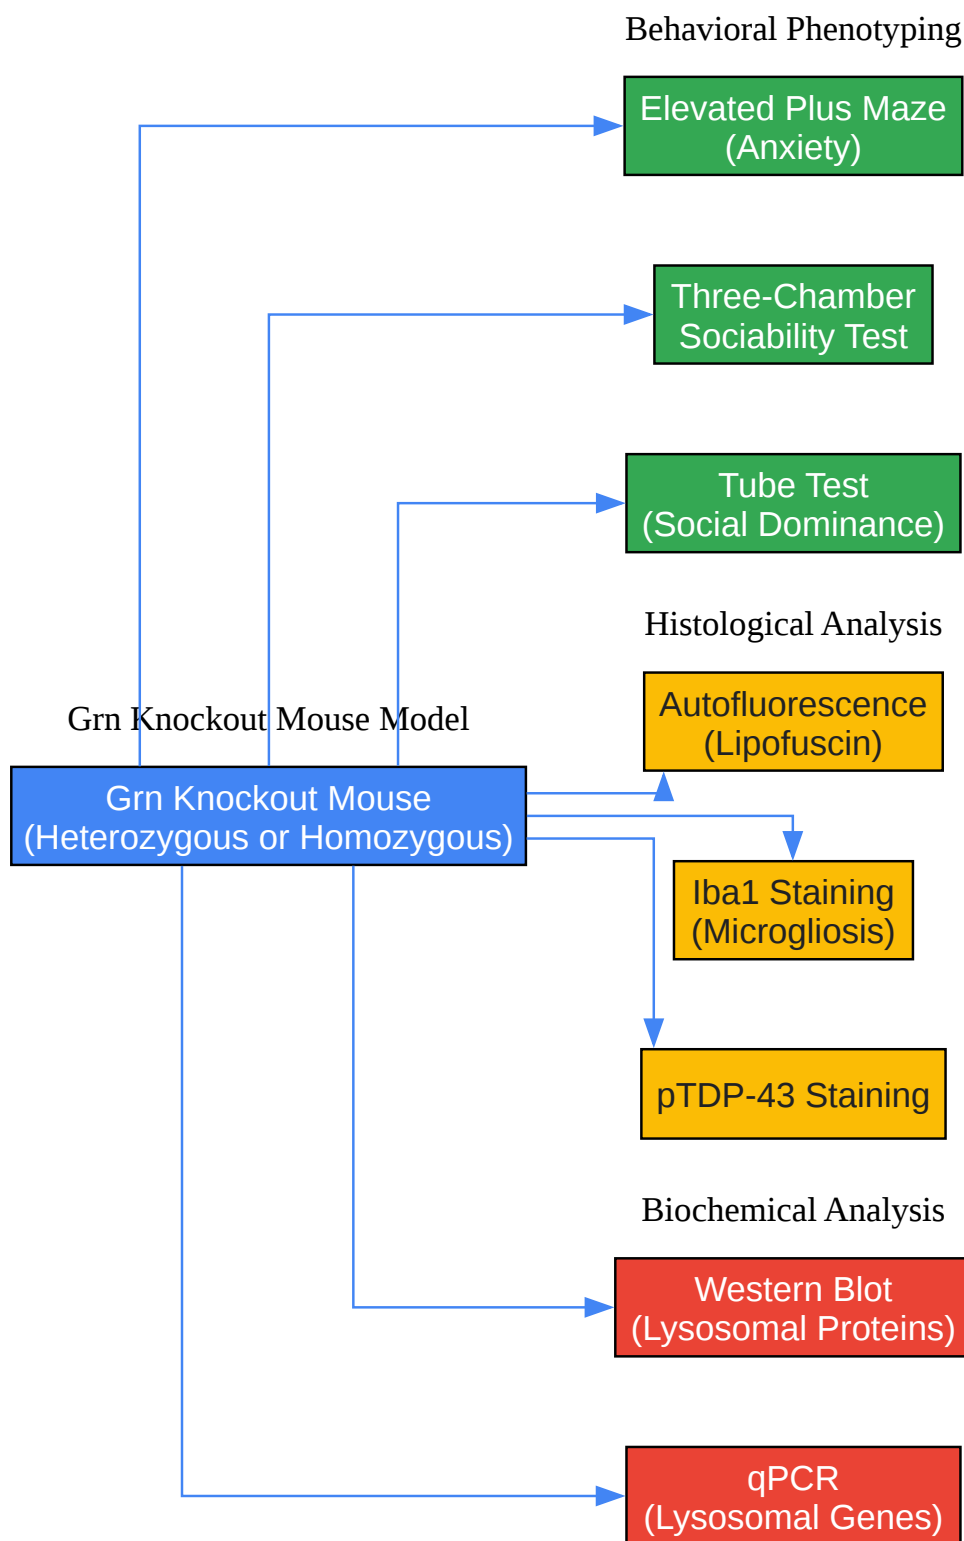 Behavioral Phenotyping
Elevated Plus Maze
(Anxiety)
Three-Chamber
Sociability Test
Tube Test
(Social Dominance)
Histological Analysis
Autofluorescence
(Lipofuscin)
Grn Knockout Mouse Model
Grn Knockout Mouse
(Heterozygous or Homozygous)
Iba1 Staining
(Microgliosis)
pTDP-43 Staining
Biochemical Analysis
Western Blot
(Lysosomal Proteins)
qPCR
(Lysosomal Genes)